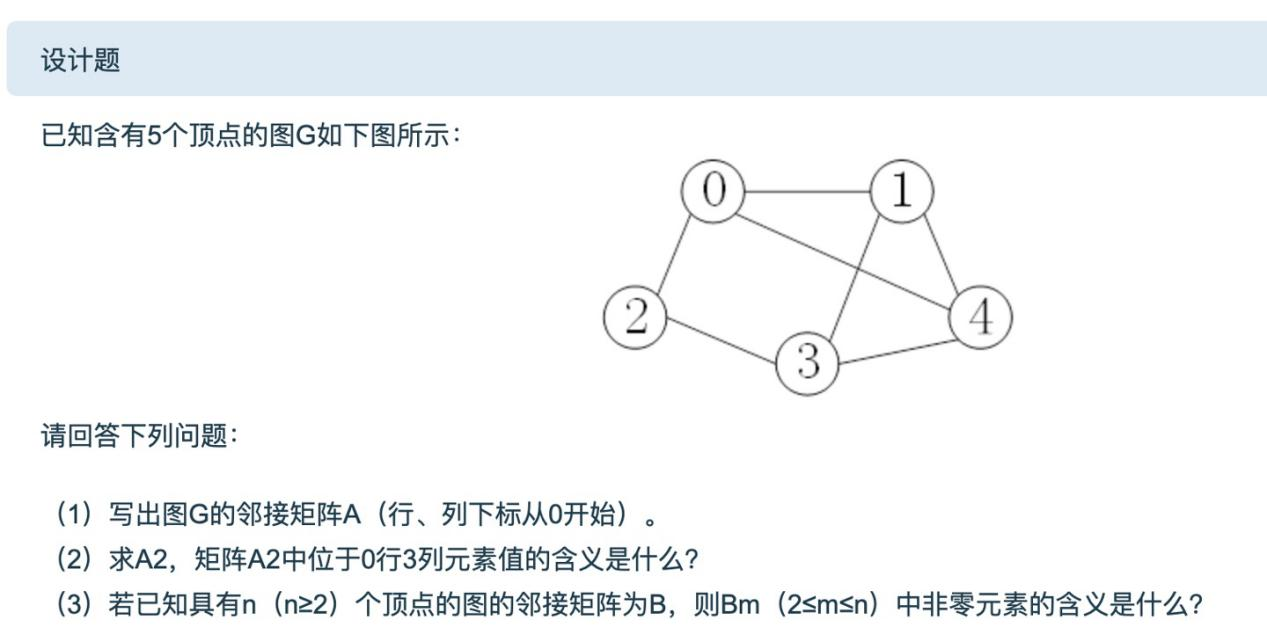 设计题
已知含有5个顶点的图G如下图所示：
0 1
2 4
3
请回答下列问题：
（1）写出图G的邻接矩阵A（行、列下标从0开始）。
（2）求A2，矩阵A2中位于0行3列元素值的含义是什么?
（3）若已知具有n（n≥2）个顶点的图的邻接矩阵为B，则Bm（2≤m≤n）中非零元素的含义是什么?